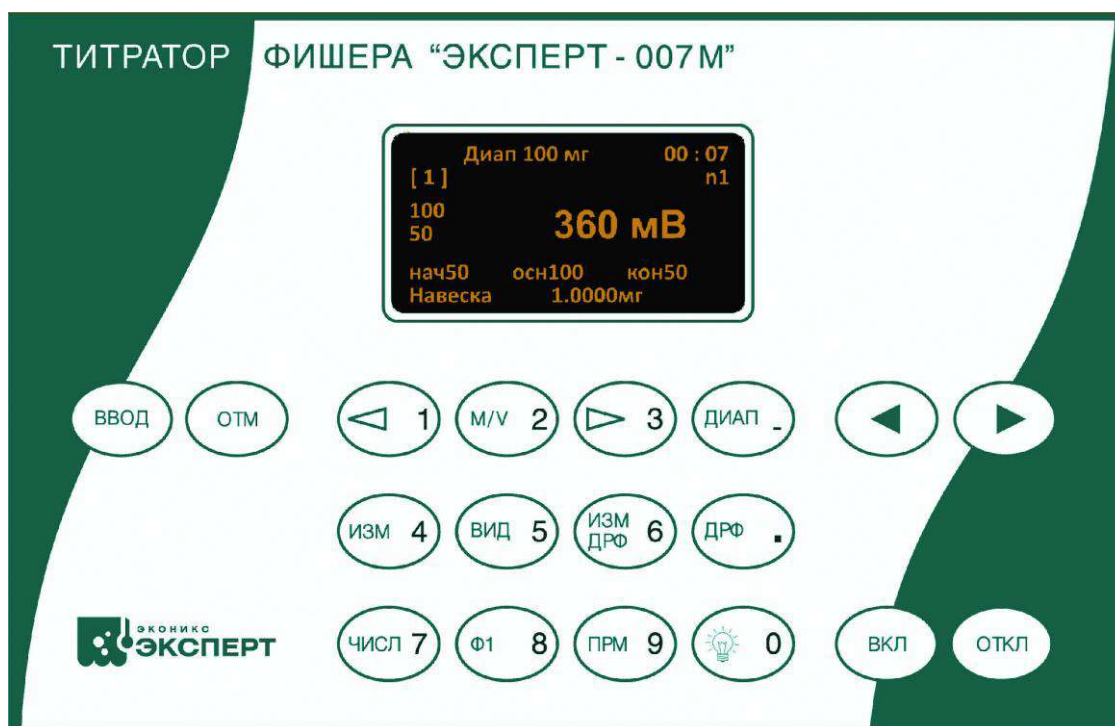 ТИТРАТОР ФИШЕРА “ЭКСПЕРТ - 007М”
Диап 100 мг 00 : 07
[ 1 ] n1
100
50
360 мВ
нач50 осн100 кон50
Навеска 1.0000мг
ВВОД ОТМ 1 M/V 2 3 ДИАП -
ИЗМ 4 ВИД 5 ИЗМ ДРФ 6 ДРФ .
ЭКОНИКС
ЭКСПЕРТ
ЧИСЛ 7 Ф1 8 ПРМ 9 0 ВКЛ ОТКЛ